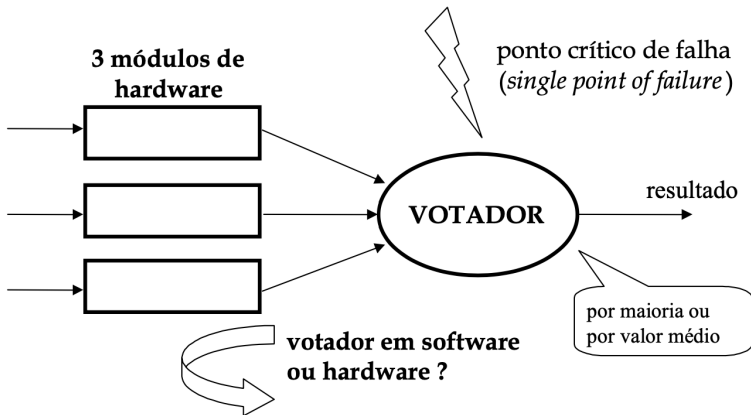 3 módulos de
hardware
ponto crítico de falha
(single point of failure)
VOTADOR
resultado
por maioria ou
por valor médio
votador em software
ou hardware ?